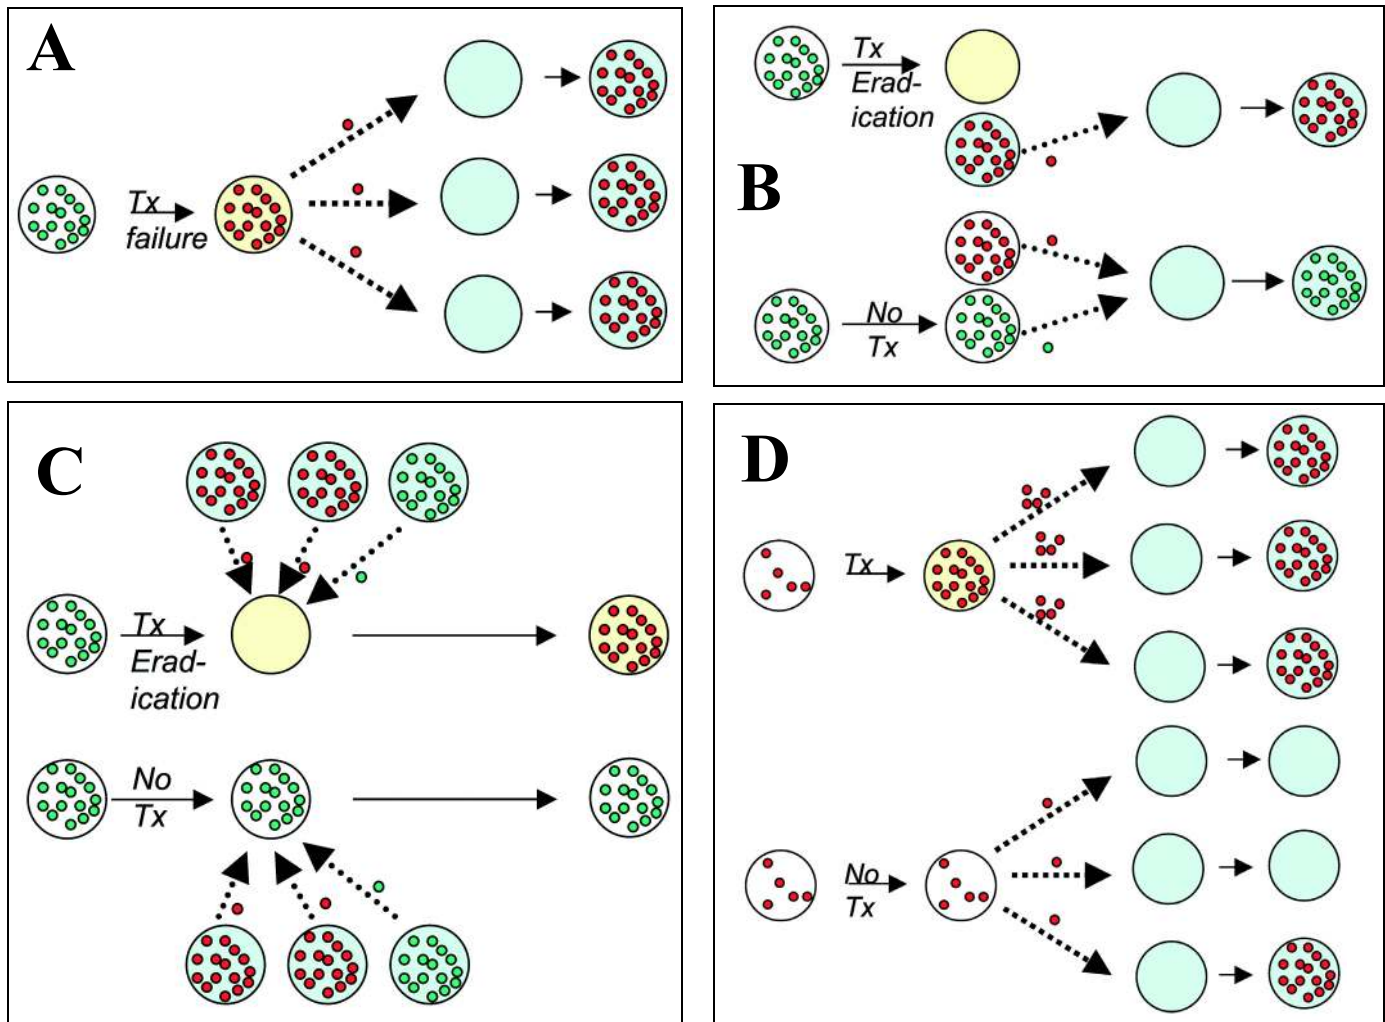 A
Tx
failure
B
Tx
Erad-
ication
No
Tx
C
Tx
Erad-
ication
No
Tx
D
Tx
No
Tx